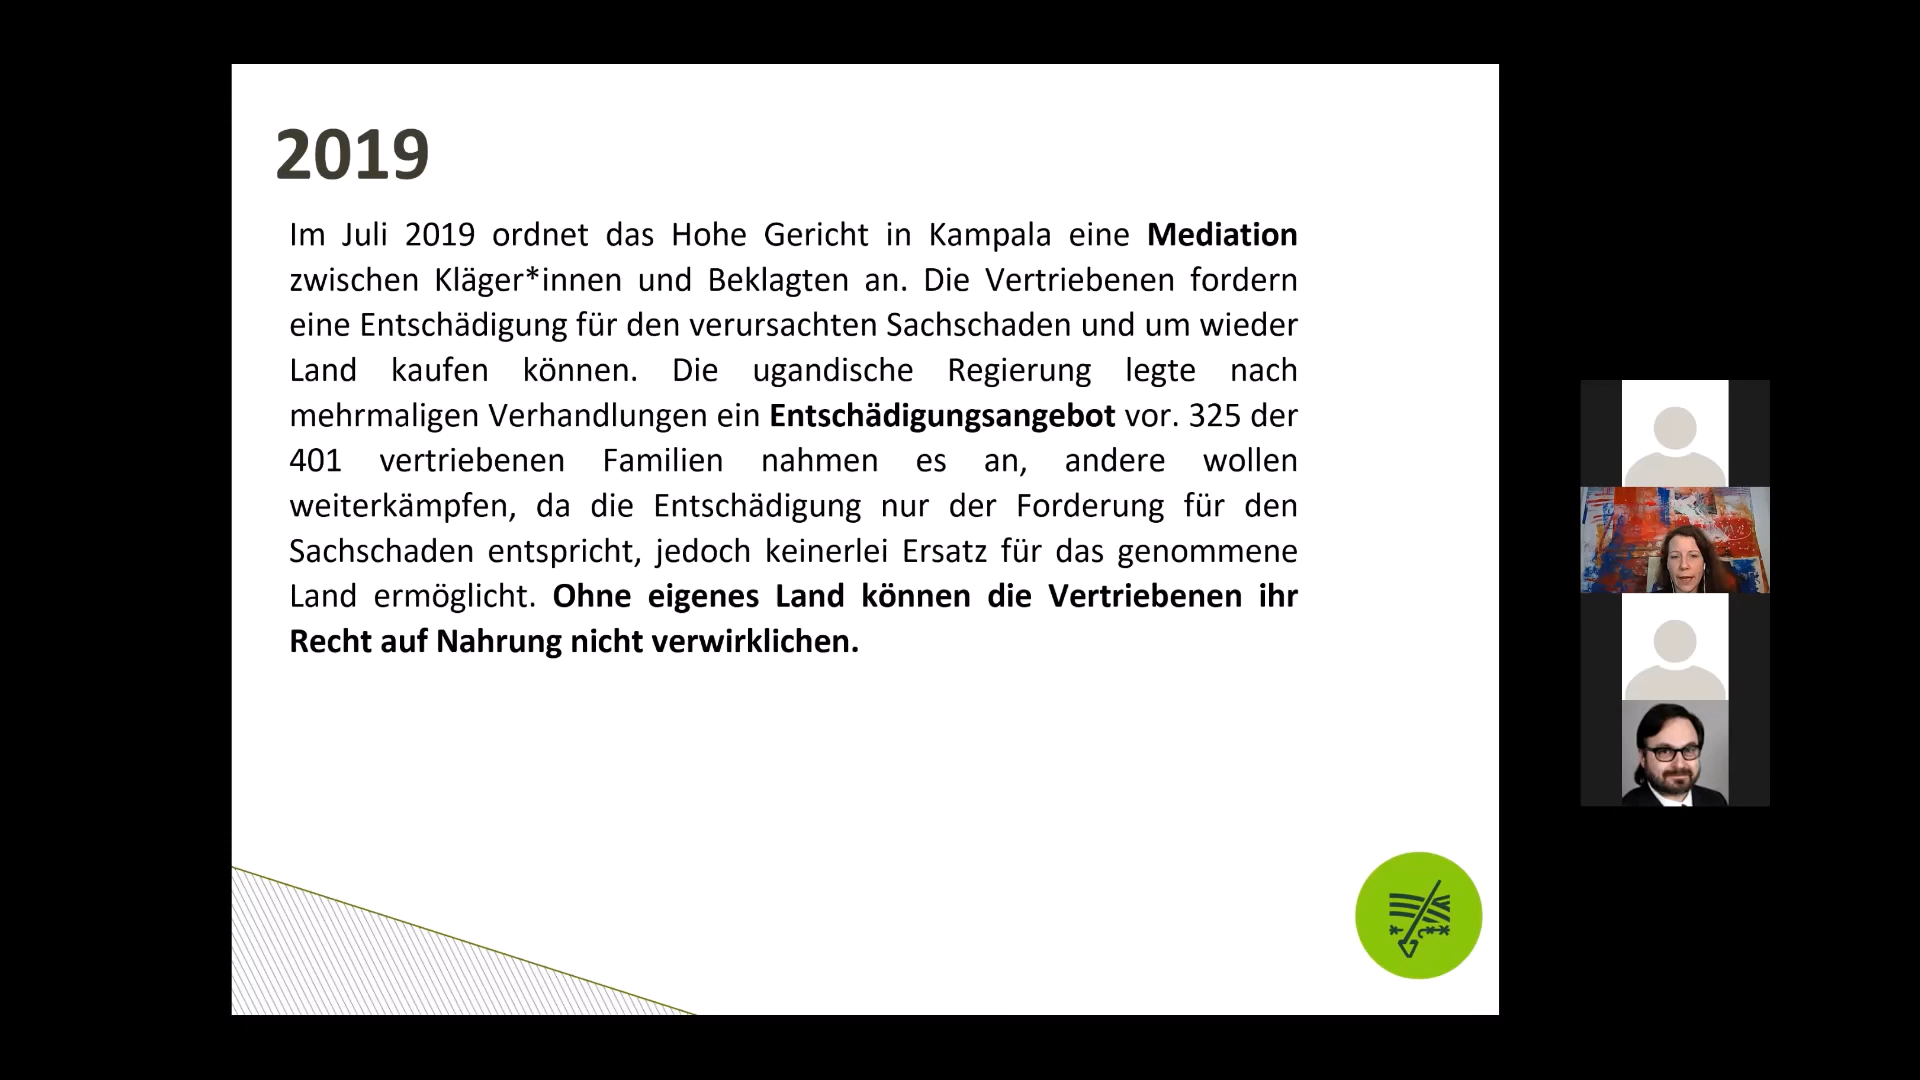 2019
Im Juli 2019 ordnet das Hohe Gericht in Kampala eine Mediation
zwischen Kläger*innen und Beklagten an. Die Vertriebenen fordern
eine Entschädigung für den verursachten Sachschaden und um wieder
Land kaufen können. Die ugandische Regierung legte nach
mehrmaligen Verhandlungen ein Entschädigungsangebot vor. 325 der
401 vertriebenen Familien nahmen es an, andere wollen
weiterkämpfen, da die Entschädigung nur der Forderung für den
Sachschaden entspricht, jedoch keinerlei Ersatz für das genommene
Land ermöglicht. Ohne eigenes Land können die Vertriebenen ihr
Recht auf Nahrung nicht verwirklichen.